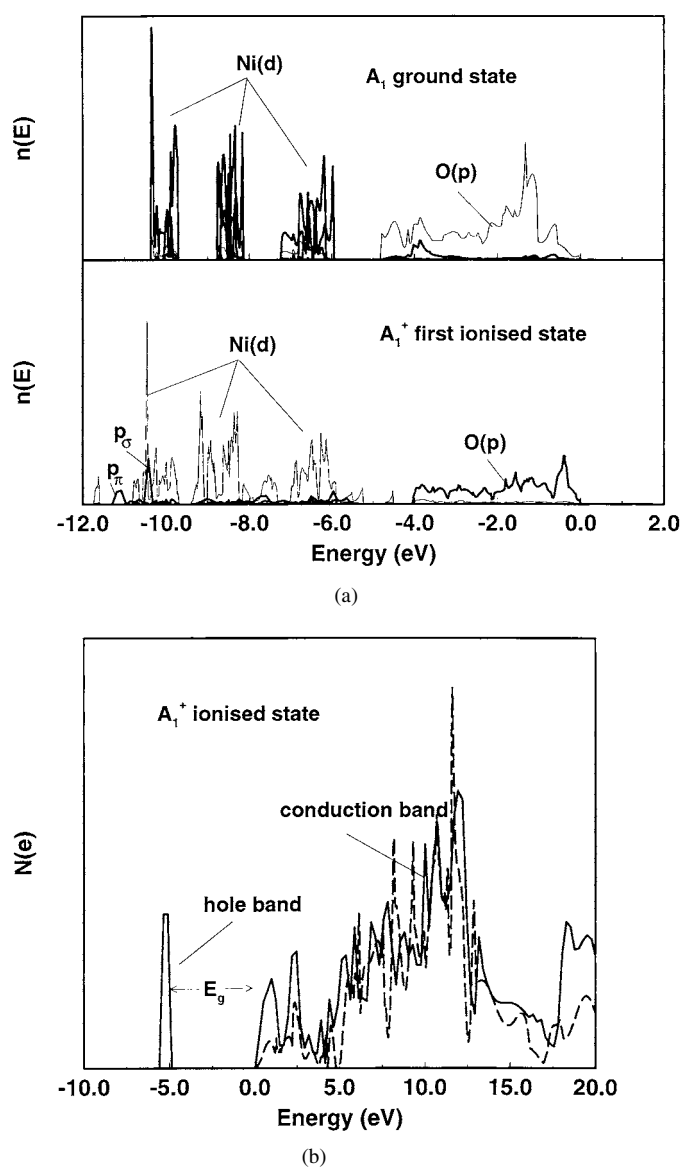 n(E)
Ni(d)
A1 ground state
O(p)
n(E)
A1+ first ionised state
Ni(d)
pσ
pπ
O(p)
-12.0 -10.0 -8.0 -6.0 -4.0 -2.0 0.0 2.0
Energy (eV)
(a)
N(e)
A1+ ionised state
conduction band
hole band
Eg
-10.0 -5.0 0.0 5.0 10.0 15.0 20.0
Energy (eV)
(b)